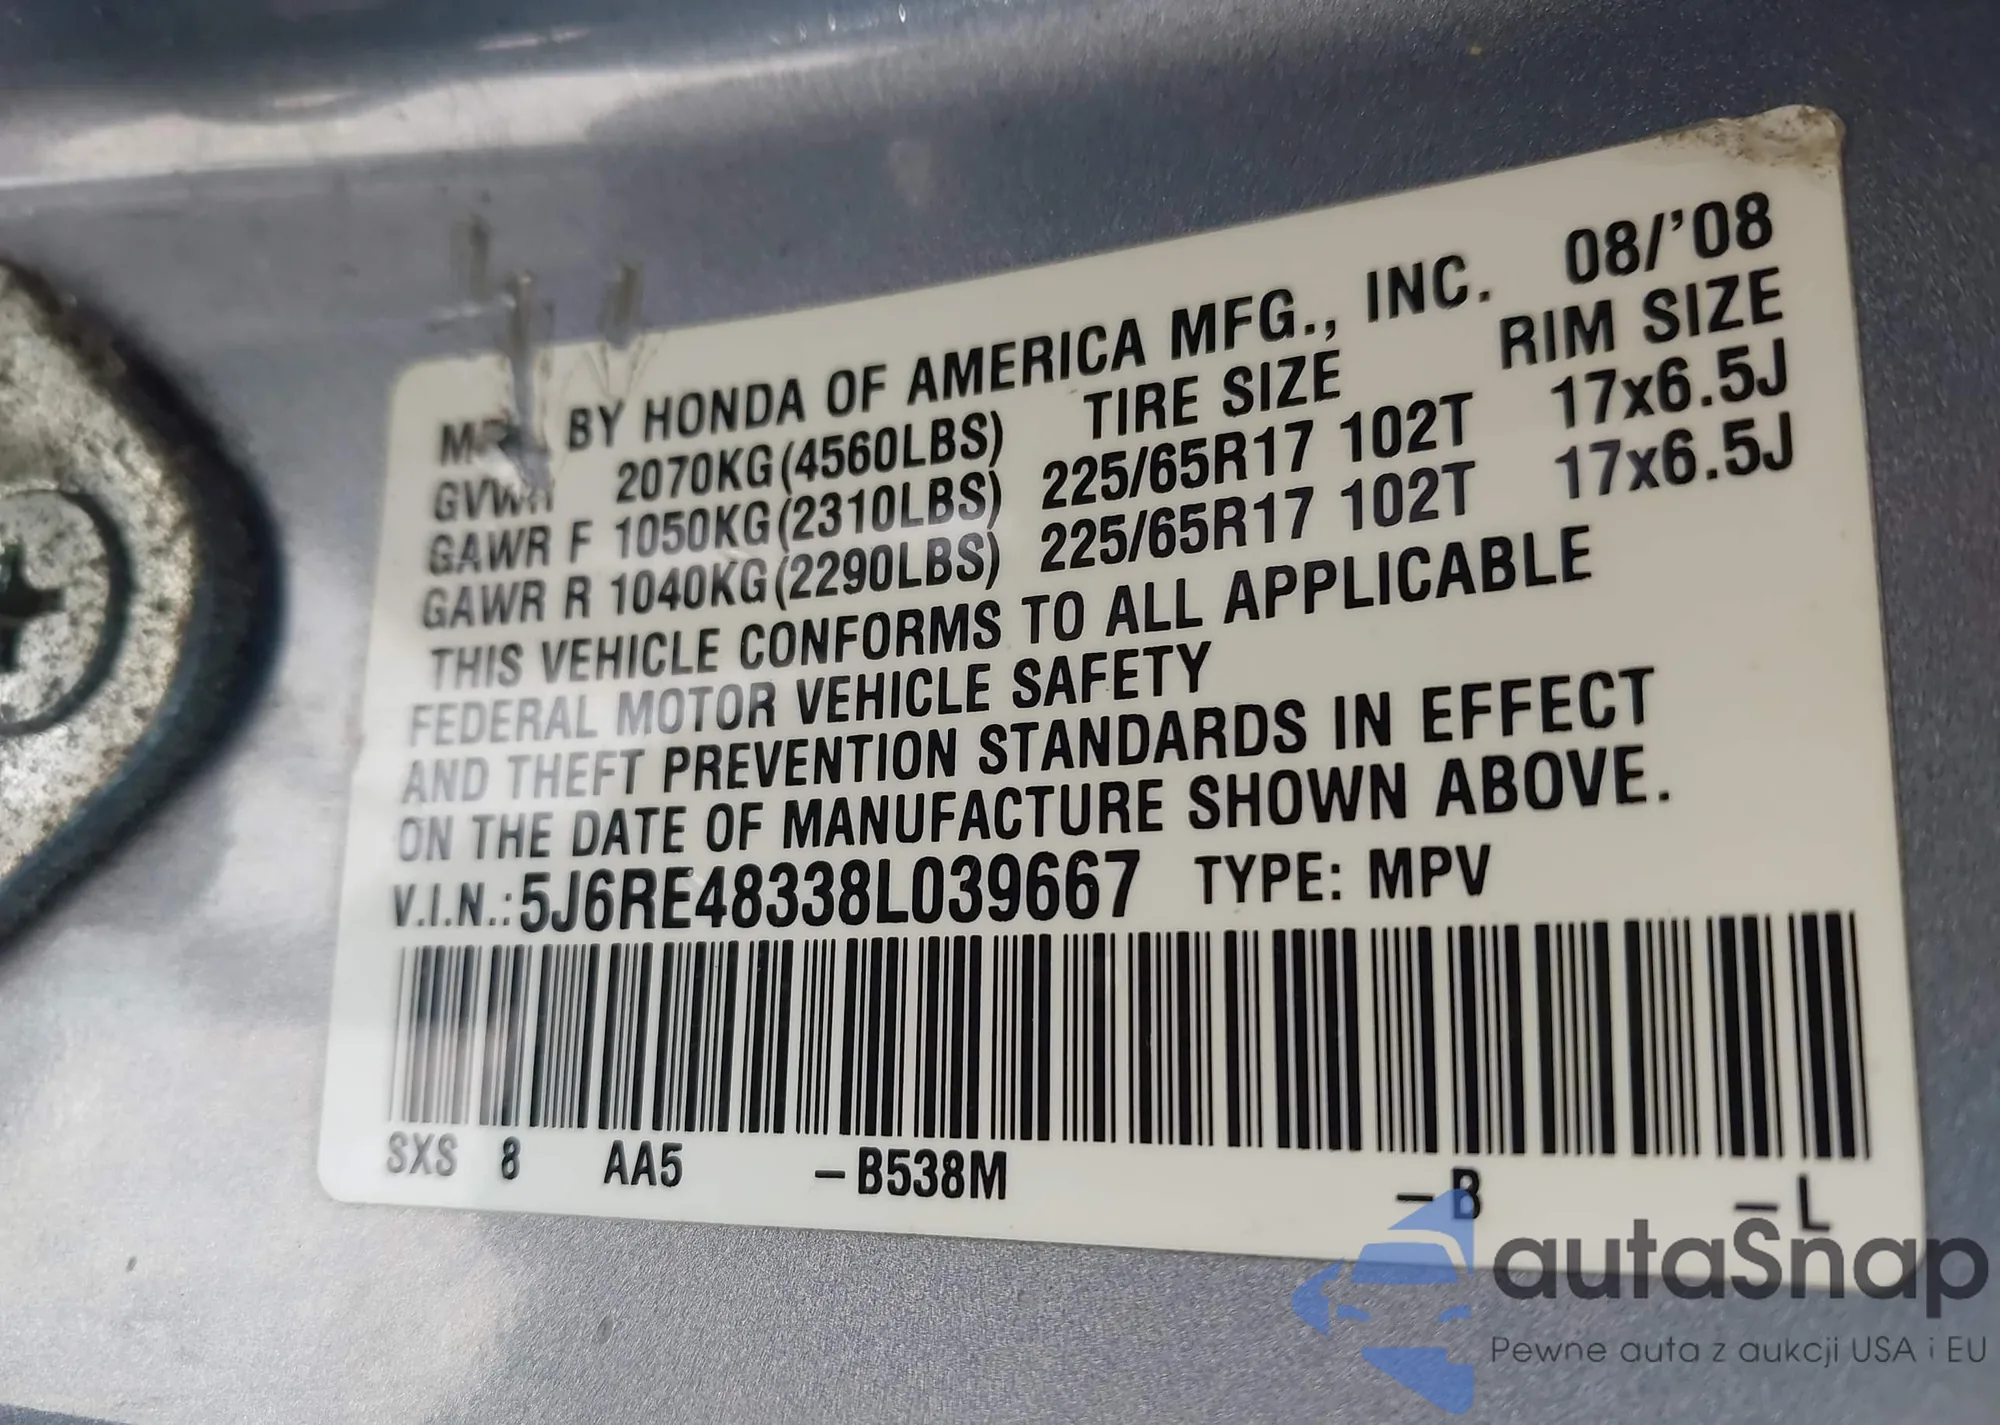 MFD. BY HONDA OF AMERICA MFG., INC. 08/'08
GVWR 2070KG(4560LBS) TIRE SIZE RIM SIZE
GAWR F 1050KG(2310LBS) 225/65R17 102T 17x6.5J
GAWR R 1040KG(2290LBS) 225/65R17 102T 17x6.5J
THIS VEHICLE CONFORMS TO ALL APPLICABLE
FEDERAL MOTOR VEHICLE SAFETY
AND THEFT PREVENTION STANDARDS IN EFFECT
ON THE DATE OF MANUFACTURE SHOWN ABOVE.
V.I.N.:5J6RE48338L039667 TYPE: MPV
SXS 8 AA5 –B538M –B –L
autaSnap
Pewne auta z aukcji USA i EU